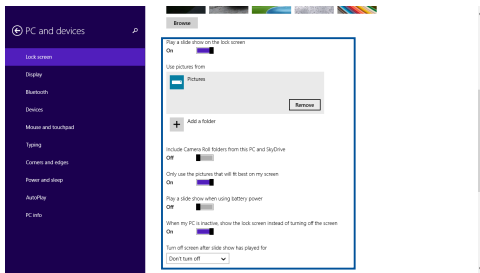 PC and devices
Lock screen
Display
Bluetooth
Devices
Mouse and touchpad
Typing
Corners and edges
Power and sleep
AutoPlay
PC info
Browse
Play a slide show on the lock screen
On
Use pictures from
Pictures
Remove
Add a folder
Include Camera Roll folders from this PC and SkyDrive
Off
Only use the pictures that will fit best on my screen
On
Play a slide show when using battery power
Off
When my PC is inactive, show the lock screen instead of turning off the screen
On
Turn off screen after slide show has played for
Don't turn off